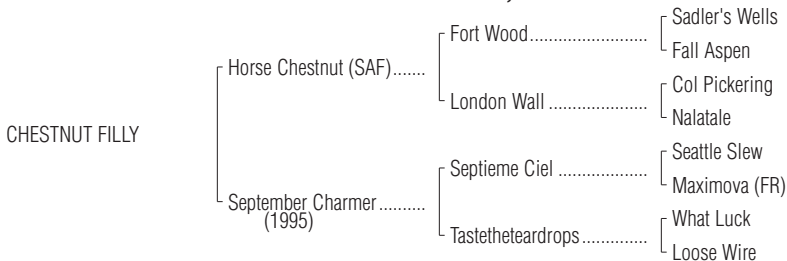 Sadler's Wells
Fort Wood
Fall Aspen
Horse Chestnut (SAF)
Col Pickering
London Wall
Nalatale
CHESTNUT FILLY
Seattle Slew
Septieme Ciel
Maximova (FR)
September Charmer
(1995)
What Luck
Tastetheteardrops
Loose Wire